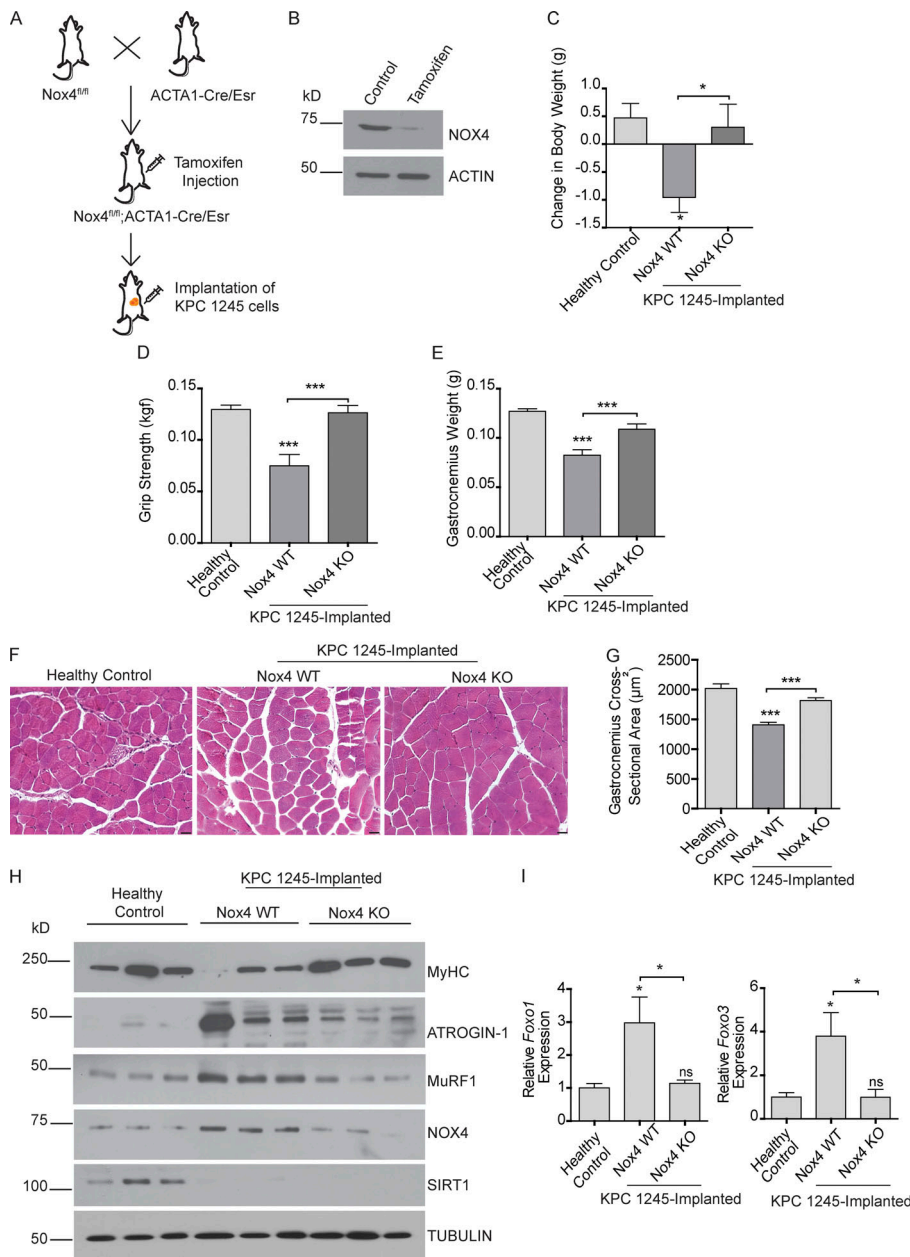 A
Nox4fl/fl
ACTA1-Cre/Esr
Tamoxifen
Injection
Nox4fl/fl;ACTA1-Cre/Esr
Implantation of
KPC 1245 cells
B
kD
Control
Tamoxifen
75
NOX4
50
ACTIN
C
Change in Body Weight (g)
1.0
0.5
0.0
-0.5
-1.0
-1.5
*
*
Healthy Control
Nox4 WT
Nox4 KO
KPC 1245-Implanted
D
Grip Strength (kgf)
0.15
0.10
0.05
0.00
***
***
Healthy
Control
Nox4 WT
Nox4 KO
KPC 1245-Implanted
E
Gastrocnemius Weight (g)
0.15
0.10
0.05
0.00
***
***
Healthy
Control
Nox4 WT
Nox4 KO
KPC 1245-Implanted
F
KPC 1245-Implanted
Healthy Control
Nox4 WT
Nox4 KO
G
Gastrocnemius Cross-
Sectional Area (µm²)
2500
2000
1500
1000
500
0
***
***
Healthy
Control
Nox4 WT
Nox4 KO
KPC 1245-Implanted
H
KPC 1245-Implanted
Healthy
Control
Nox4 WT
Nox4 KO
kD
250
MyHC
50
ATROGIN-1
50
MuRF1
75
NOX4
100
SIRT1
50
TUBULIN
I
Relative Foxo1
Expression
4
3
2
1
0
*
*
ns
Healthy
Control
Nox4 WT
Nox4 KO
KPC 1245-Implanted
Relative Foxo3
Expression
6
4
2
0
*
*
ns
Healthy
Control
Nox4 WT
Nox4 KO
KPC 1245-Implanted